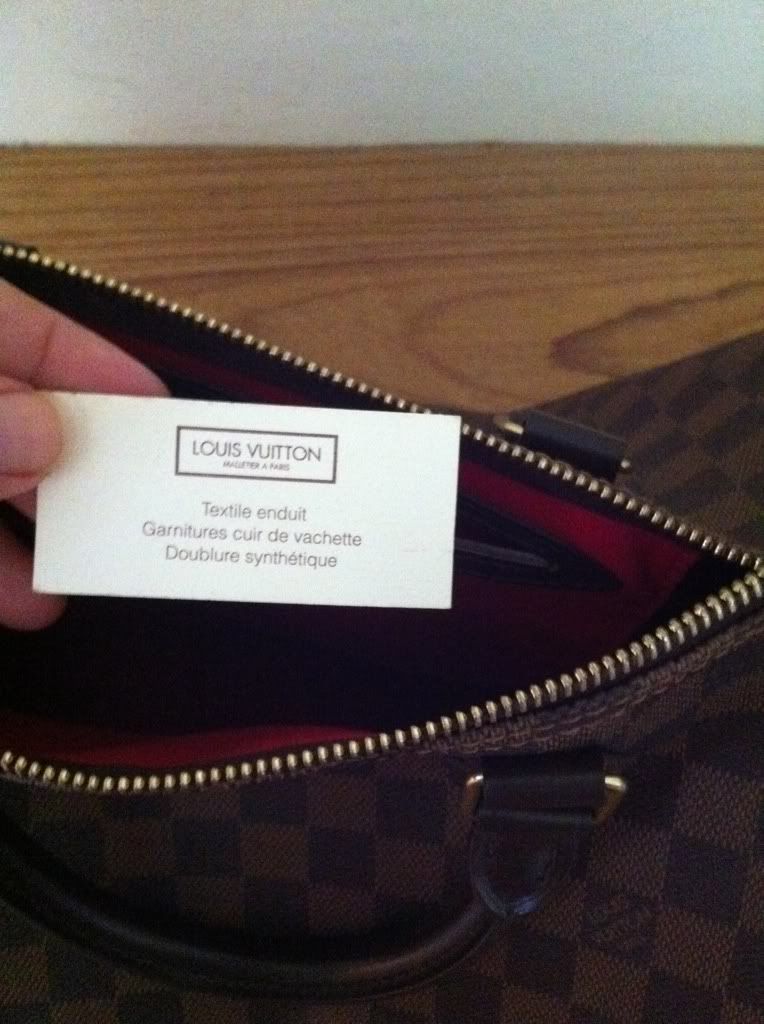 LOUIS VUITTON
MALLETIER A PARIS
Textile enduit
Garnitures cuir de vachette
Doublure synthétique